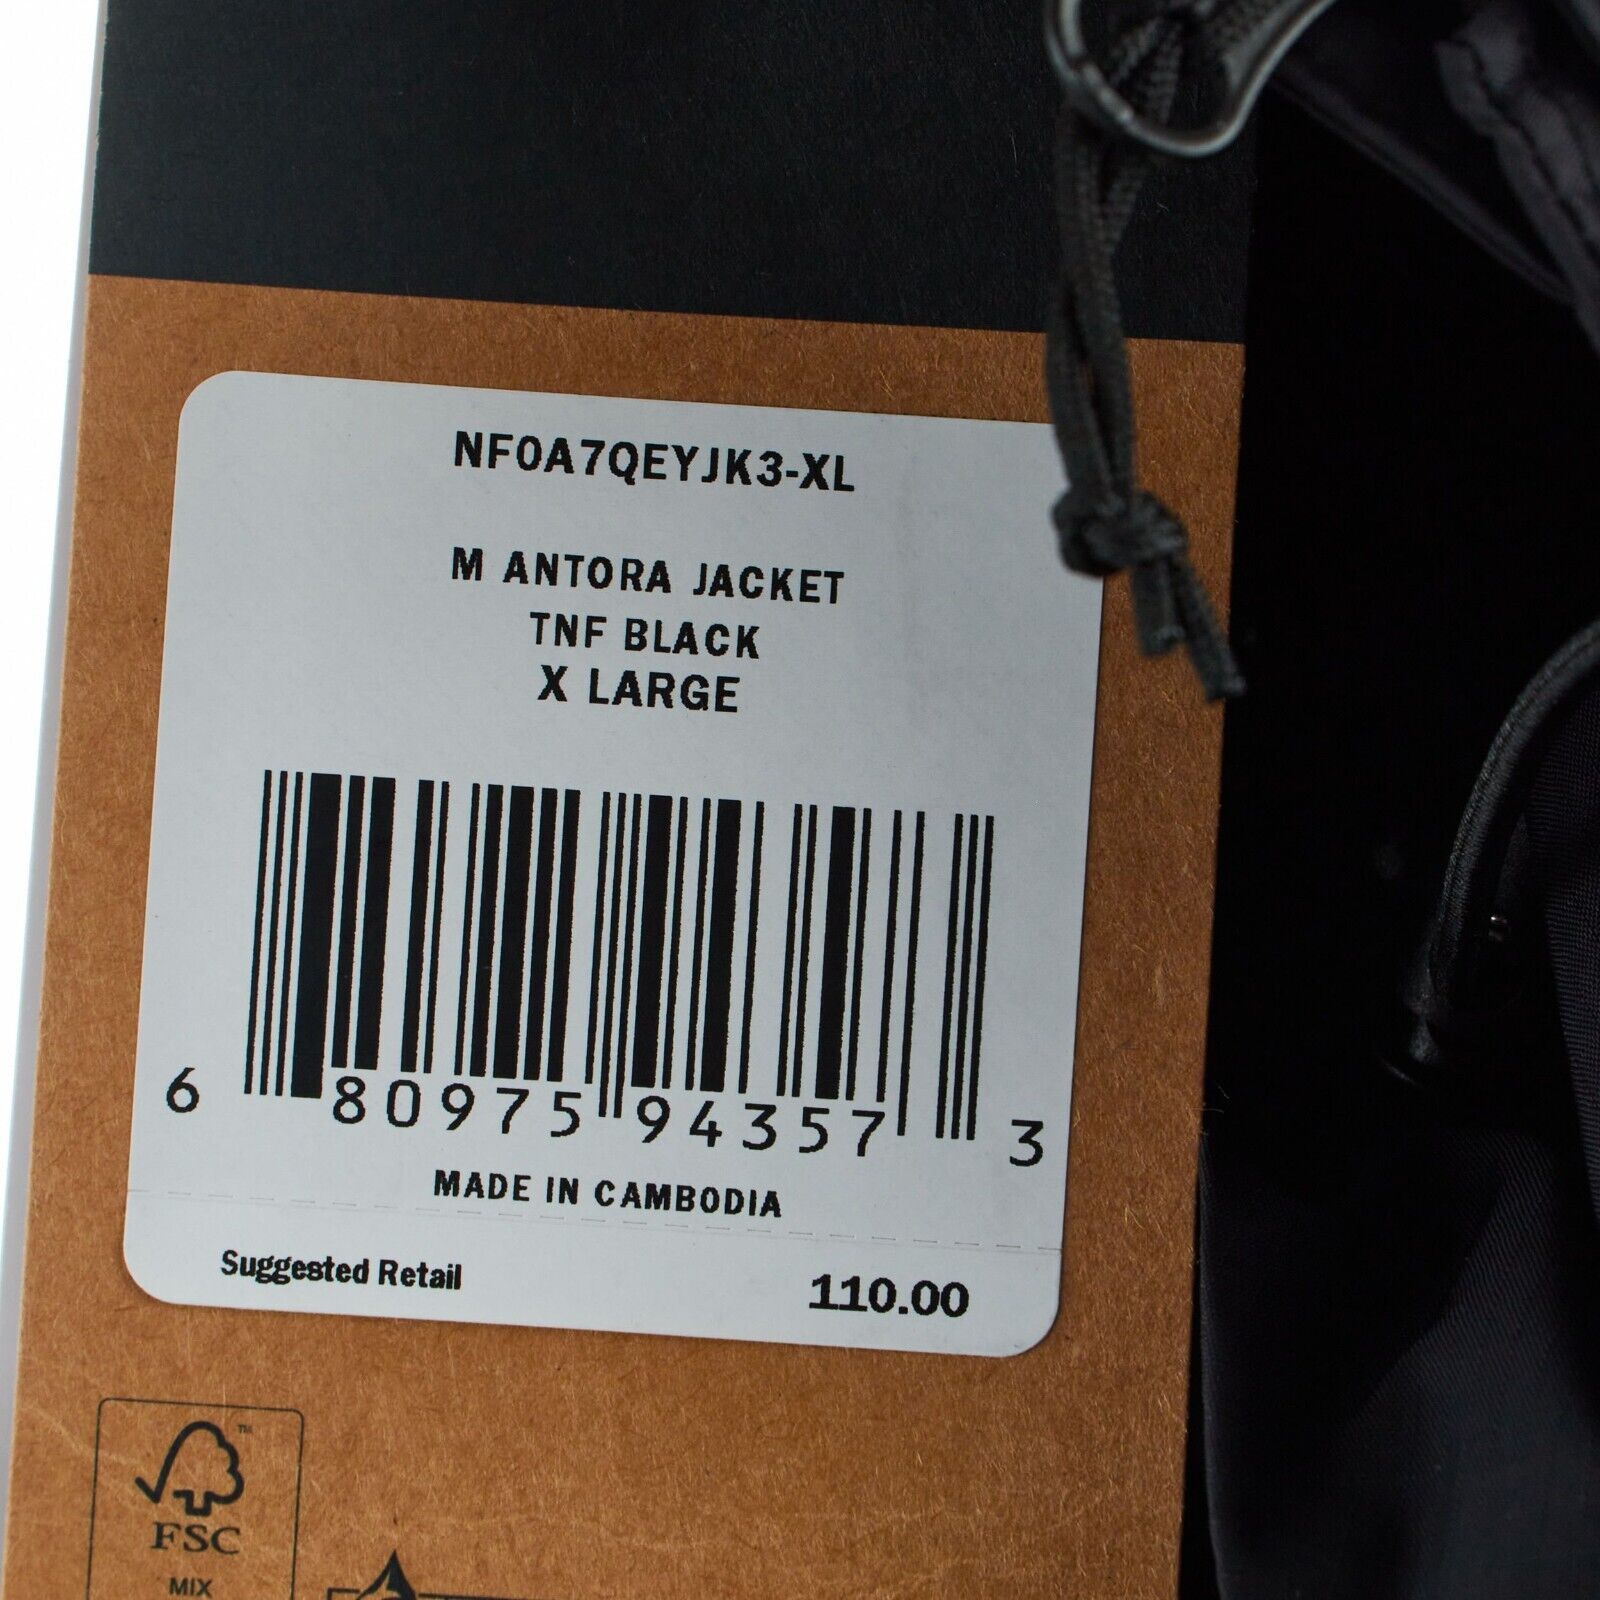 NF0A7QEYJK3-XL
M ANTORA JACKET
TNF BLACK
X LARGE
6 80975 94357 3
MADE IN CAMBODIA
Suggested Retail 110.00
™
FSC
MIX